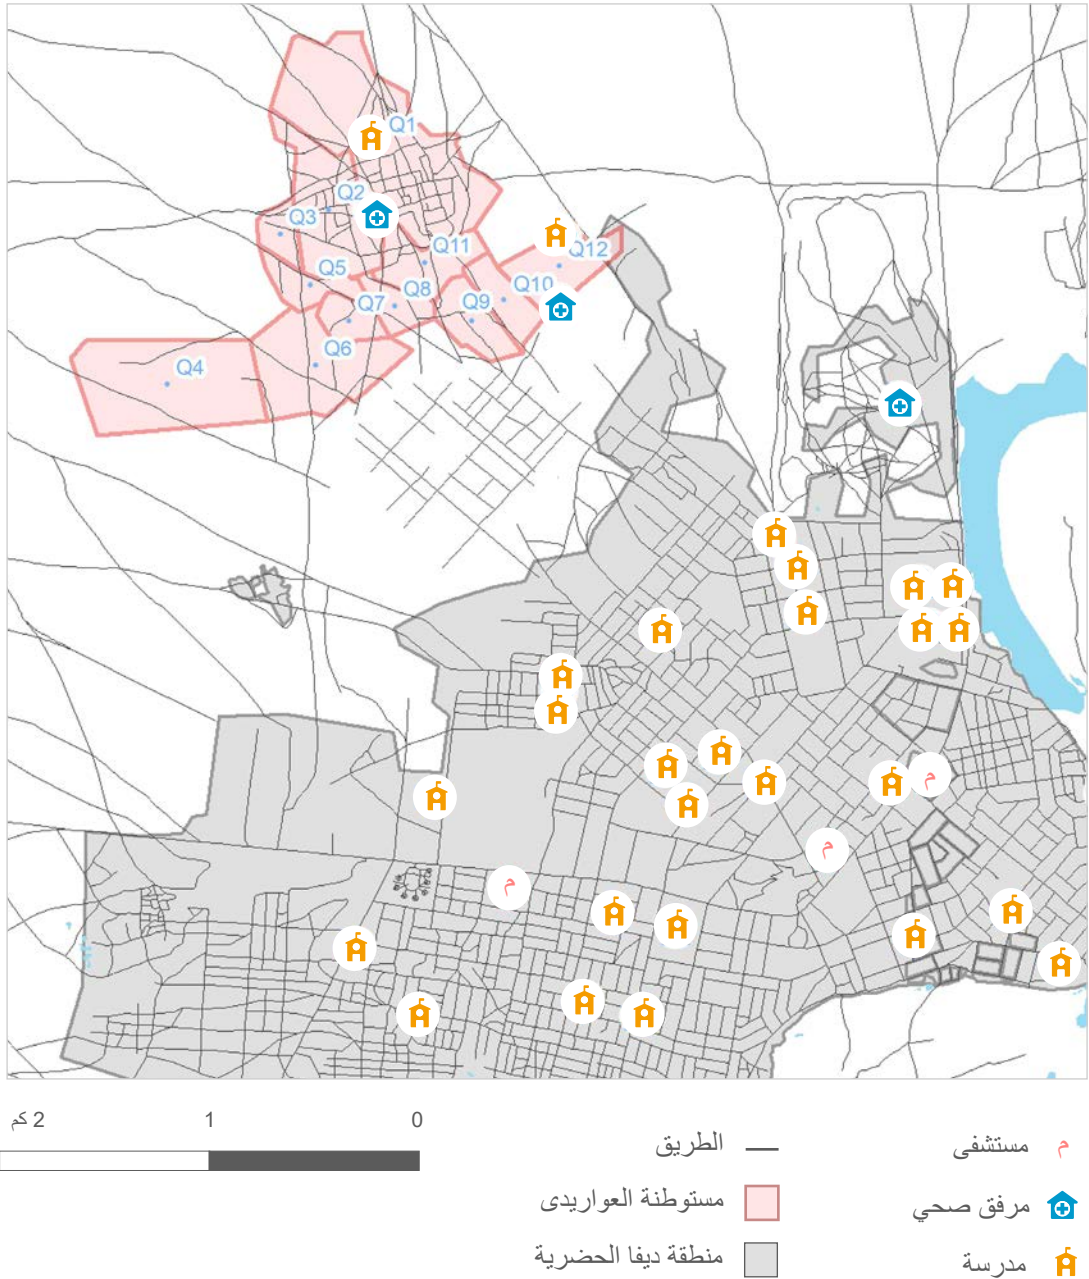 Q1
Q2
Q3
Q11
Q12
Q5
Q10
Q8
Q7
Q9
Q6
Q4
م
م
م
2 كم
1
0
م مستشفى
الطريق
مرفق صحي
مستوطنة العواريدى
مدرسة
منطقة ديفا الحضرية